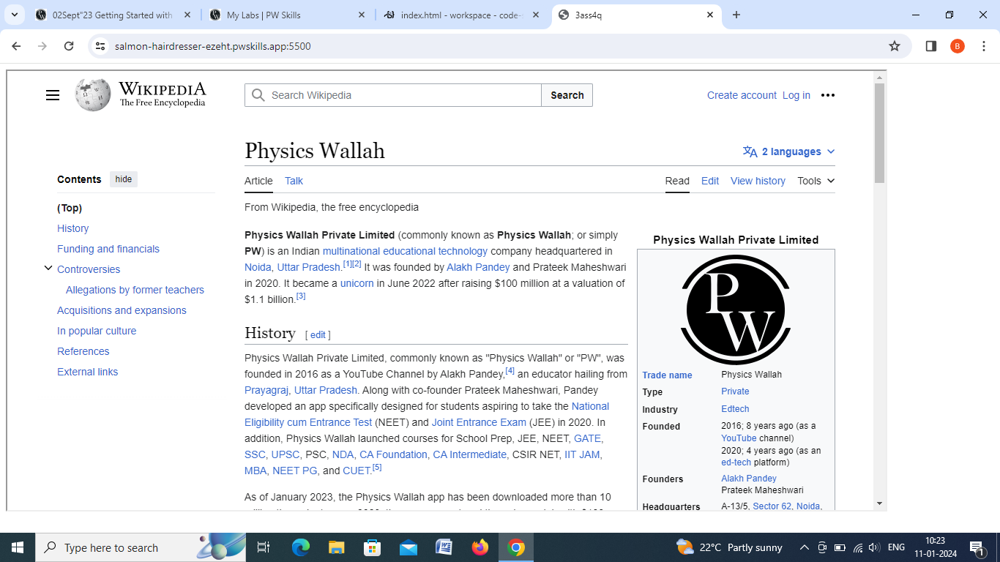 02Sept"23 Getting Started with
My Labs | PW Skills
index.html - workspace - code-s
3ass4q
salmon-hairdresser-ezeht.pwskills.app:5500
B
WIKIPEDIA
The Free Encyclopedia
Search Wikipedia
Search
Create account Log in
Physics Wallah
2 languages
Contents hide
(Top)
History
Funding and financials
Controversies
Allegations by former teachers
Acquisitions and expansions
In popular culture
References
External links
Article Talk
Read Edit View history Tools
From Wikipedia, the free encyclopedia
Physics Wallah Private Limited (commonly known as Physics Wallah; or simply
PW) is an Indian multinational educational technology company headquartered in
Noida, Uttar Pradesh.[1][2] It was founded by Alakh Pandey and Prateek Maheshwari
in 2020. It became a unicorn in June 2022 after raising $100 million at a valuation of
$1.1 billion.[3]
History [ edit ]
Physics Wallah Private Limited, commonly known as "Physics Wallah" or "PW", was
founded in 2016 as a YouTube Channel by Alakh Pandey,[4] an educator hailing from
Prayagraj, Uttar Pradesh. Along with co-founder Prateek Maheshwari, Pandey
developed an app specifically designed for students aspiring to take the National
Eligibility cum Entrance Test (NEET) and Joint Entrance Exam (JEE) in 2020. In
addition, Physics Wallah launched courses for School Prep, JEE, NEET, GATE,
SSC, UPSC, PSC, NDA, CA Foundation, CA Intermediate, CSIR NET, IIT JAM,
MBA, NEET PG, and CUET.[5]
As of January 2023, the Physics Wallah app has been downloaded more than 10
Physics Wallah Private Limited
P
W
Trade name Physics Wallah
Type Private
Industry Edtech
Founded 2016; 8 years ago (as a
YouTube channel)
2020; 4 years ago (as an
ed-tech platform)
Founders Alakh Pandey
Prateek Maheshwari
Headquarters A-13/5, Sector 62, Noida,
Type here to search
W
22°C Partly sunny
ENG
10:23
11-01-2024
1